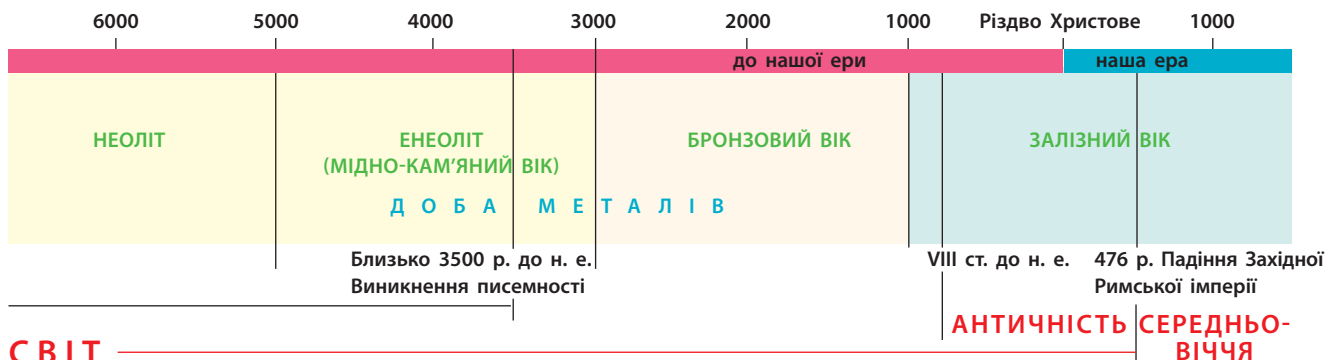 6000 5000 4000 3000 2000 1000 Різдво Христове 1000
до нашої ери наша ера
НЕОЛІТ ЕНЕОЛІТ БРОНЗОВИЙ ВІК ЗАЛІЗНИЙ ВІК
(МІДНО-КАМ’ЯНИЙ ВІК)
ДОБА МЕТАЛІВ
Близько 3500 р. до н. е. VIII ст. до н. е. 476 р. Падіння Західної
Виникнення писемності Римської імперії
АНТИЧНІСТЬ СЕРЕДНЬО-
СВІТ ВІЧЧЯ